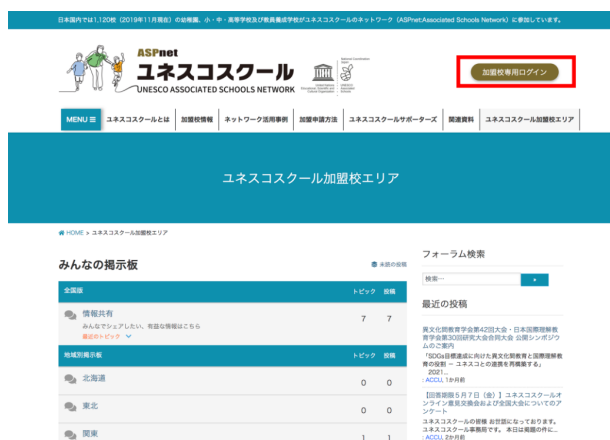 日本国内では1,120校（2019年11月現在）の幼稚園、小・中・高等学校及び教員養成学校がユネスコスクールのネットワーク（ASPnet:Associated Schools Network）に参加しています。
ASPnet
ユネスコスクール
UNESCO ASSOCIATED SCHOOLS NETWORK
加盟校専用ログイン
MENU ≡ ユネスコスクールとは 加盟校情報 ネットワーク活用事例 加盟申請方法 ユネスコスクールサポーターズ 関連資料 ユネスコスクール加盟校エリア
ユネスコスクール加盟校エリア
HOME > ユネスコスクール加盟校エリア
みんなの掲示板
未読の投稿
全国版 トピック 投稿
情報共有 7 7
みんなでシェアしたい、有益な情報はこちら
最近のトピック
地域別掲示板 トピック 投稿
北海道 0 0
東北 0 0
関東 1 1
フォーラム検索
検索…
最近の投稿
異文化間教育学会第42回大会・日本国際理解教
育学会第30回研究大会合同大会 公開シンポジウ
ムのご案内
「SDGs目標達成に向けた異文化間教育と国際理解教
育の役割 － ユネスコとの連携を再構築する」
2021...
: ACCU, 1か月前
【回答期限５月７日（金）】ユネスコスクールオ
ンライン意見交換会および全国大会についてのア
ンケート
ユネスコスクールの皆様 お世話になっております。
ユネスコスクール事務局です。 本日は掲題の件に...
: ACCU, 2か月前